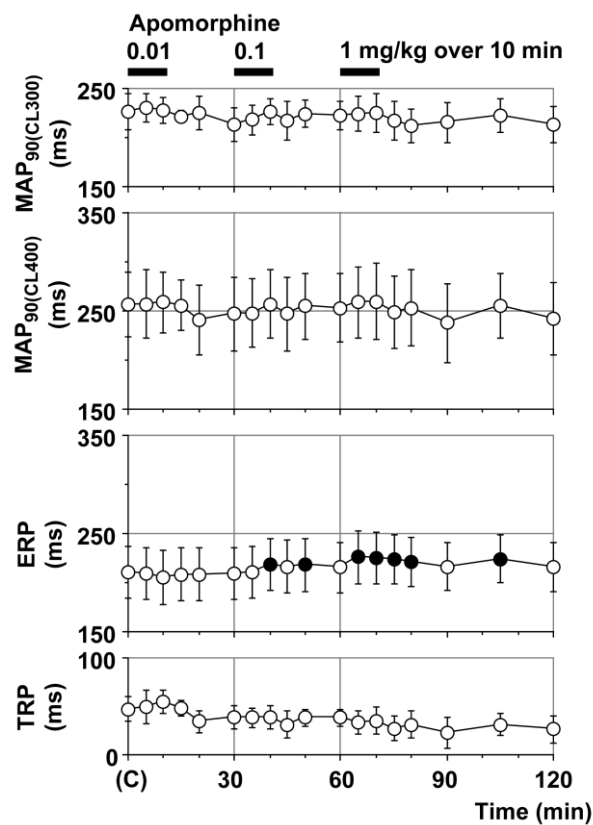 Apomorphine
0.01 0.1 1 mg/kg over 10 min
250
150
MAP90(CL300)
(ms)
350
250
150
MAP90(CL400)
(ms)
350
250
150
ERP
(ms)
100
0
TRP
(ms)
(C) 30 60 90 120
Time (min)